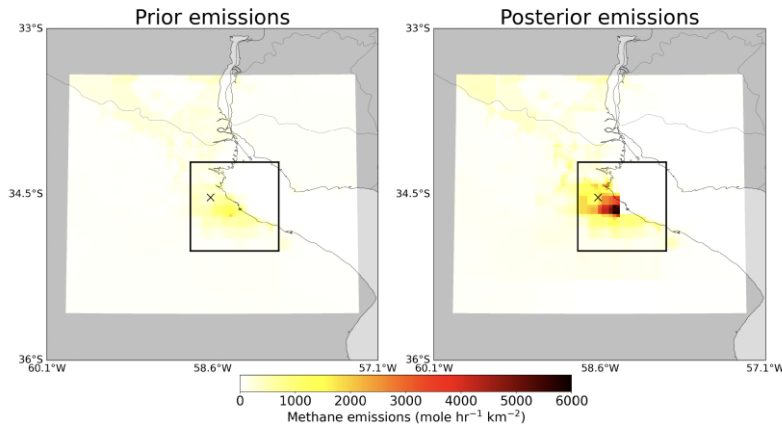 Prior emissions
Posterior emissions
33°S
33°S
34.5°S
34.5°S
36°S
36°S
60.1°W 58.6°W 57.1°W
60.1°W 58.6°W 57.1°W
0 1000 2000 3000 4000 5000 6000
Methane emissions (mole hr⁻¹ km⁻²)